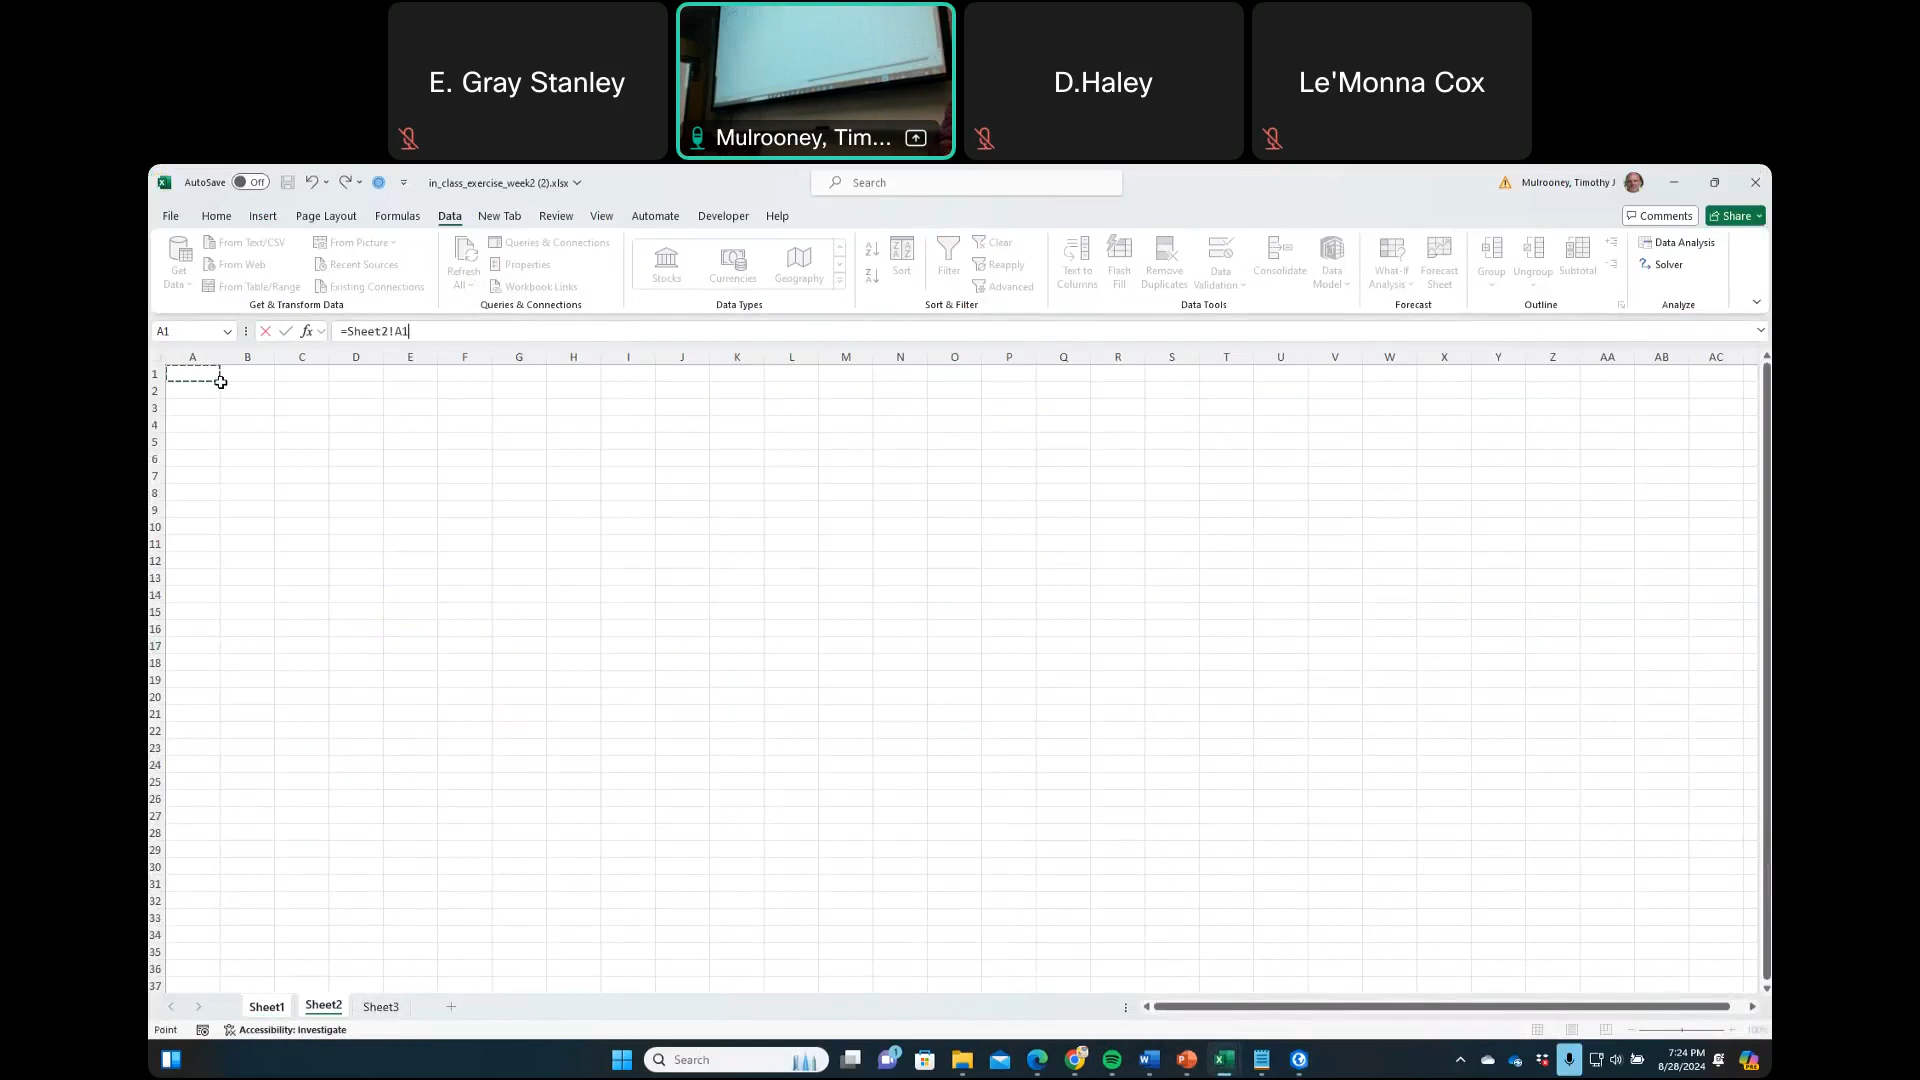 E. Gray Stanley
Mulrooney, Tim...
D.Haley
Le'Monna Cox
AutoSave Off
in_class_exercise_week2 (2).xlsx
Search
Mulrooney, Timothy J
File Home Insert Page Layout Formulas Data New Tab Review View Automate Developer Help
Comments Share
Get Data
From Text/CSV
From Web
From Table/Range
From Picture
Recent Sources
Existing Connections
Get & Transform Data
Refresh All
Queries & Connections
Properties
Workbook Links
Queries & Connections
Stocks Currencies Geography
Data Types
Sort
Filter
Clear
Reapply
Advanced
Sort & Filter
Text to Columns
Flash Fill
Remove Duplicates
Data Validation
Consolidate
Data Model
Data Tools
What-If Analysis
Forecast Sheet
Forecast
Group
Ungroup
Subtotal
Outline
Data Analysis
Solver
Analyze
A1 fx =Sheet2!A1
A B C D E F G H I J K L M N O P Q R S T U V W X Y Z AA AB AC
1
2
3
4
5
6
7
8
9
10
11
12
13
14
15
16
17
18
19
20
21
22
23
24
25
26
27
28
29
30
31
32
33
34
35
36
37
Sheet1 Sheet2 Sheet3
Point Accessibility: Investigate 100%
Search
7:24 PM
8/28/2024